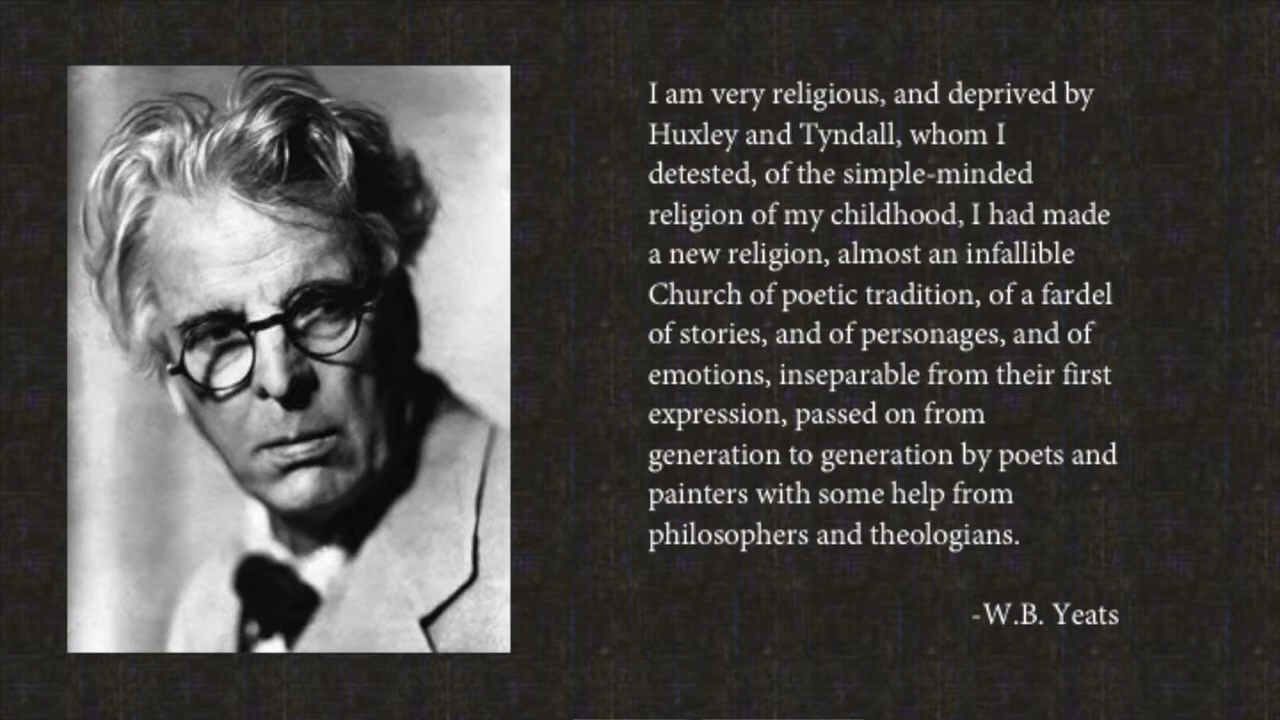 I am very religious, and deprived by
Huxley and Tyndall, whom I
detested, of the simple-minded
religion of my childhood, I had made
a new religion, almost an infallible
Church of poetic tradition, of a fardel
of stories, and of personages, and of
emotions, inseparable from their first
expression, passed on from
generation to generation by poets and
painters with some help from
philosophers and theologians.
-W.B. Yeats